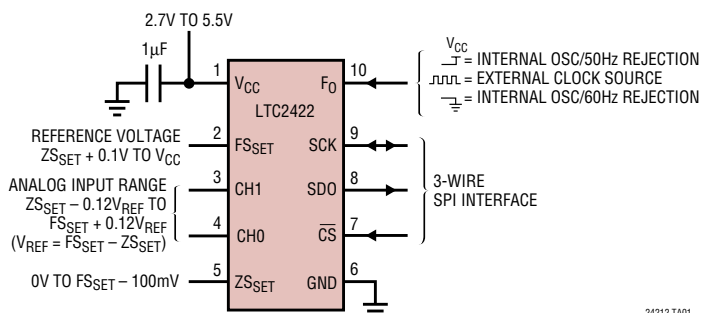 2.7V TO 5.5V
1µF
VCC
= INTERNAL OSC/50Hz REJECTION
= EXTERNAL CLOCK SOURCE
= INTERNAL OSC/60Hz REJECTION
1
VCC
FO
10
LTC2422
REFERENCE VOLTAGE
ZSSET + 0.1V TO VCC
2
FSSET
SCK
9
ANALOG INPUT RANGE
ZSSET – 0.12VREF TO
FSSET + 0.12VREF
(VREF = FSSET – ZSSET)
3
CH1
SDO
8
3-WIRE
SPI INTERFACE
4
CH0
CS
7
0V TO FSSET – 100mV
5
ZSSET
GND
6
24212 TA01